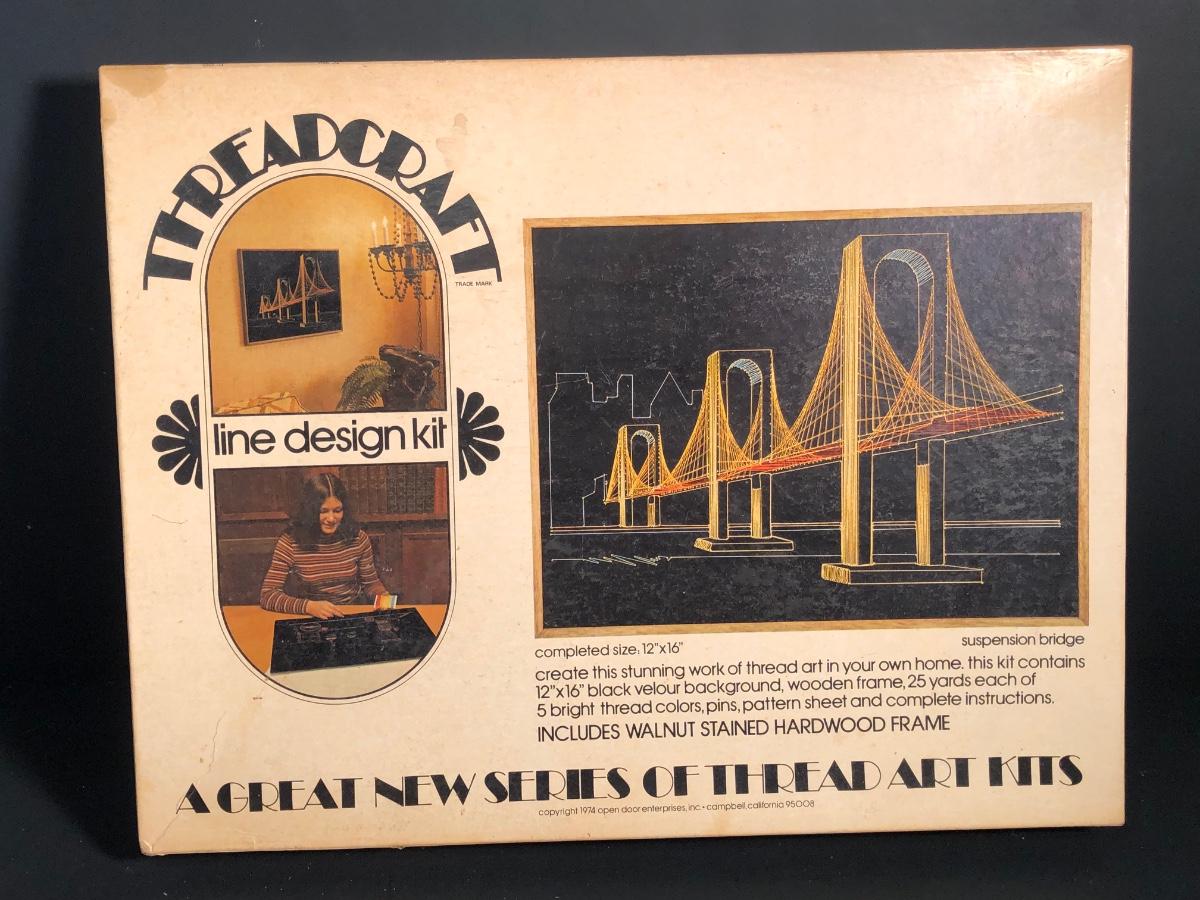 THREADCRAFT
TRADE MARK
line design kit
completed size: 12"x16"
suspension bridge
create this stunning work of thread art in your own home. this kit contains
12"x16" black velour background, wooden frame, 25 yards each of
5 bright thread colors, pins, pattern sheet and complete instructions.
INCLUDES WALNUT STAINED HARDWOOD FRAME
A GREAT NEW SERIES OF THREAD ART KITS
copyright 1974 open door enterprises, inc. • campbell, california 95008